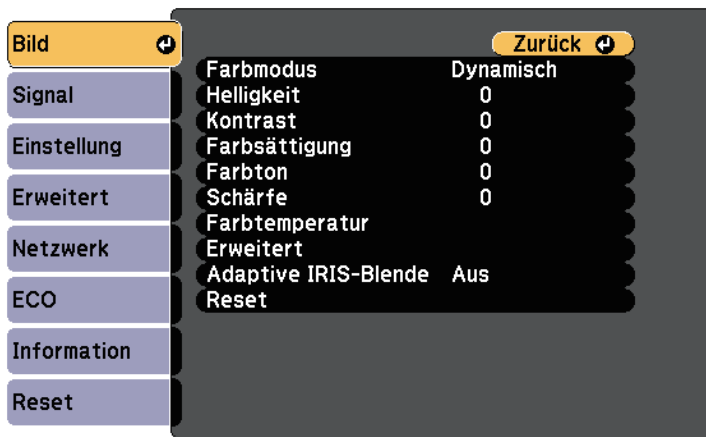 Bild
Signal
Einstellung
Erweitert
Netzwerk
ECO
Information
Reset
Zurück
Farbmodus Dynamisch
Helligkeit 0
Kontrast 0
Farbsättigung 0
Farbton 0
Schärfe 0
Farbtemperatur
Erweitert
Adaptive IRIS-Blende Aus
Reset